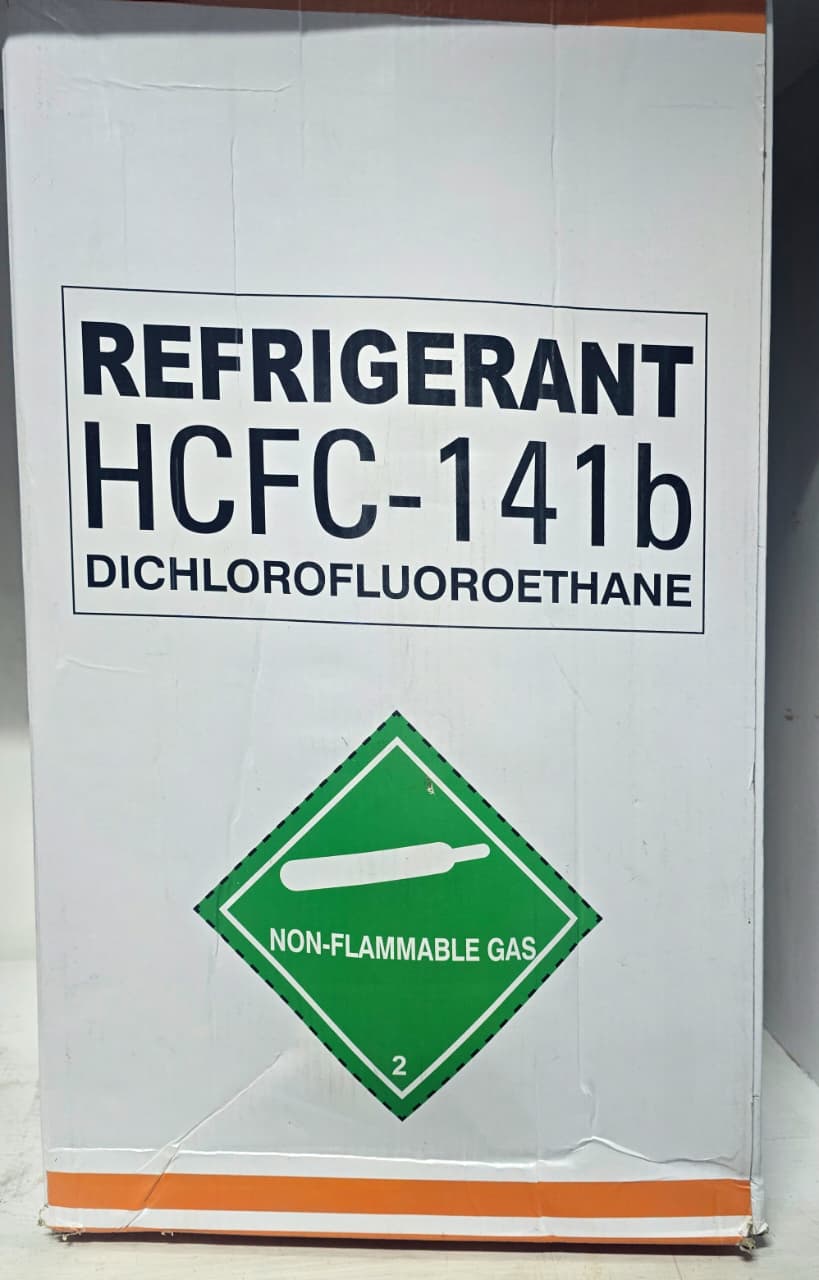 REFRIGERANT
HCFC-141b
DICHLOROFLUOROETHANE
NON-FLAMMABLE GAS
2